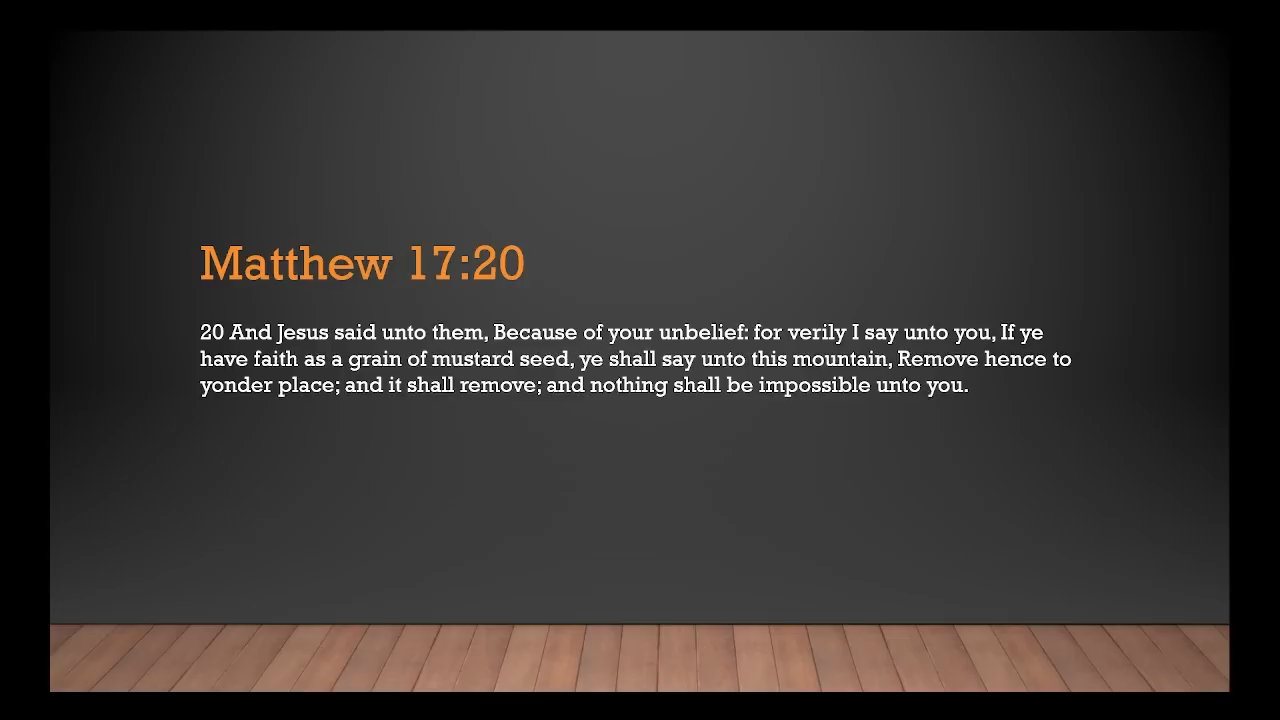 Matthew 17:20
20 And Jesus said unto them, Because of your unbelief: for verily I say unto you, If ye
have faith as a grain of mustard seed, ye shall say unto this mountain, Remove hence to
yonder place; and it shall remove; and nothing shall be impossible unto you.